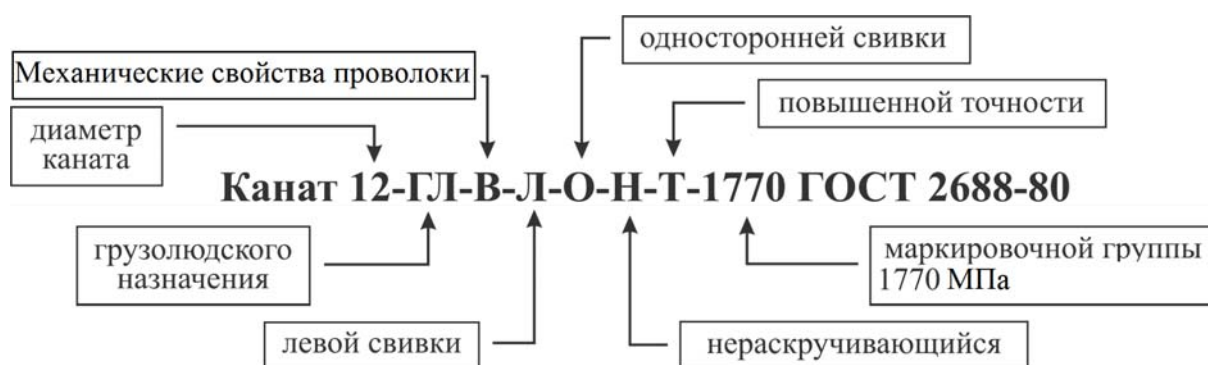 односторонней свивки
Механические свойства проволоки
повышенной точности
диаметр
каната
Канат 12-ГЛ-В-Л-О-Н-Т-1770 ГОСТ 2688-80
грузолюдского
назначения
маркировочной группы
1770 МПа
левой свивки
нераскручивающийся